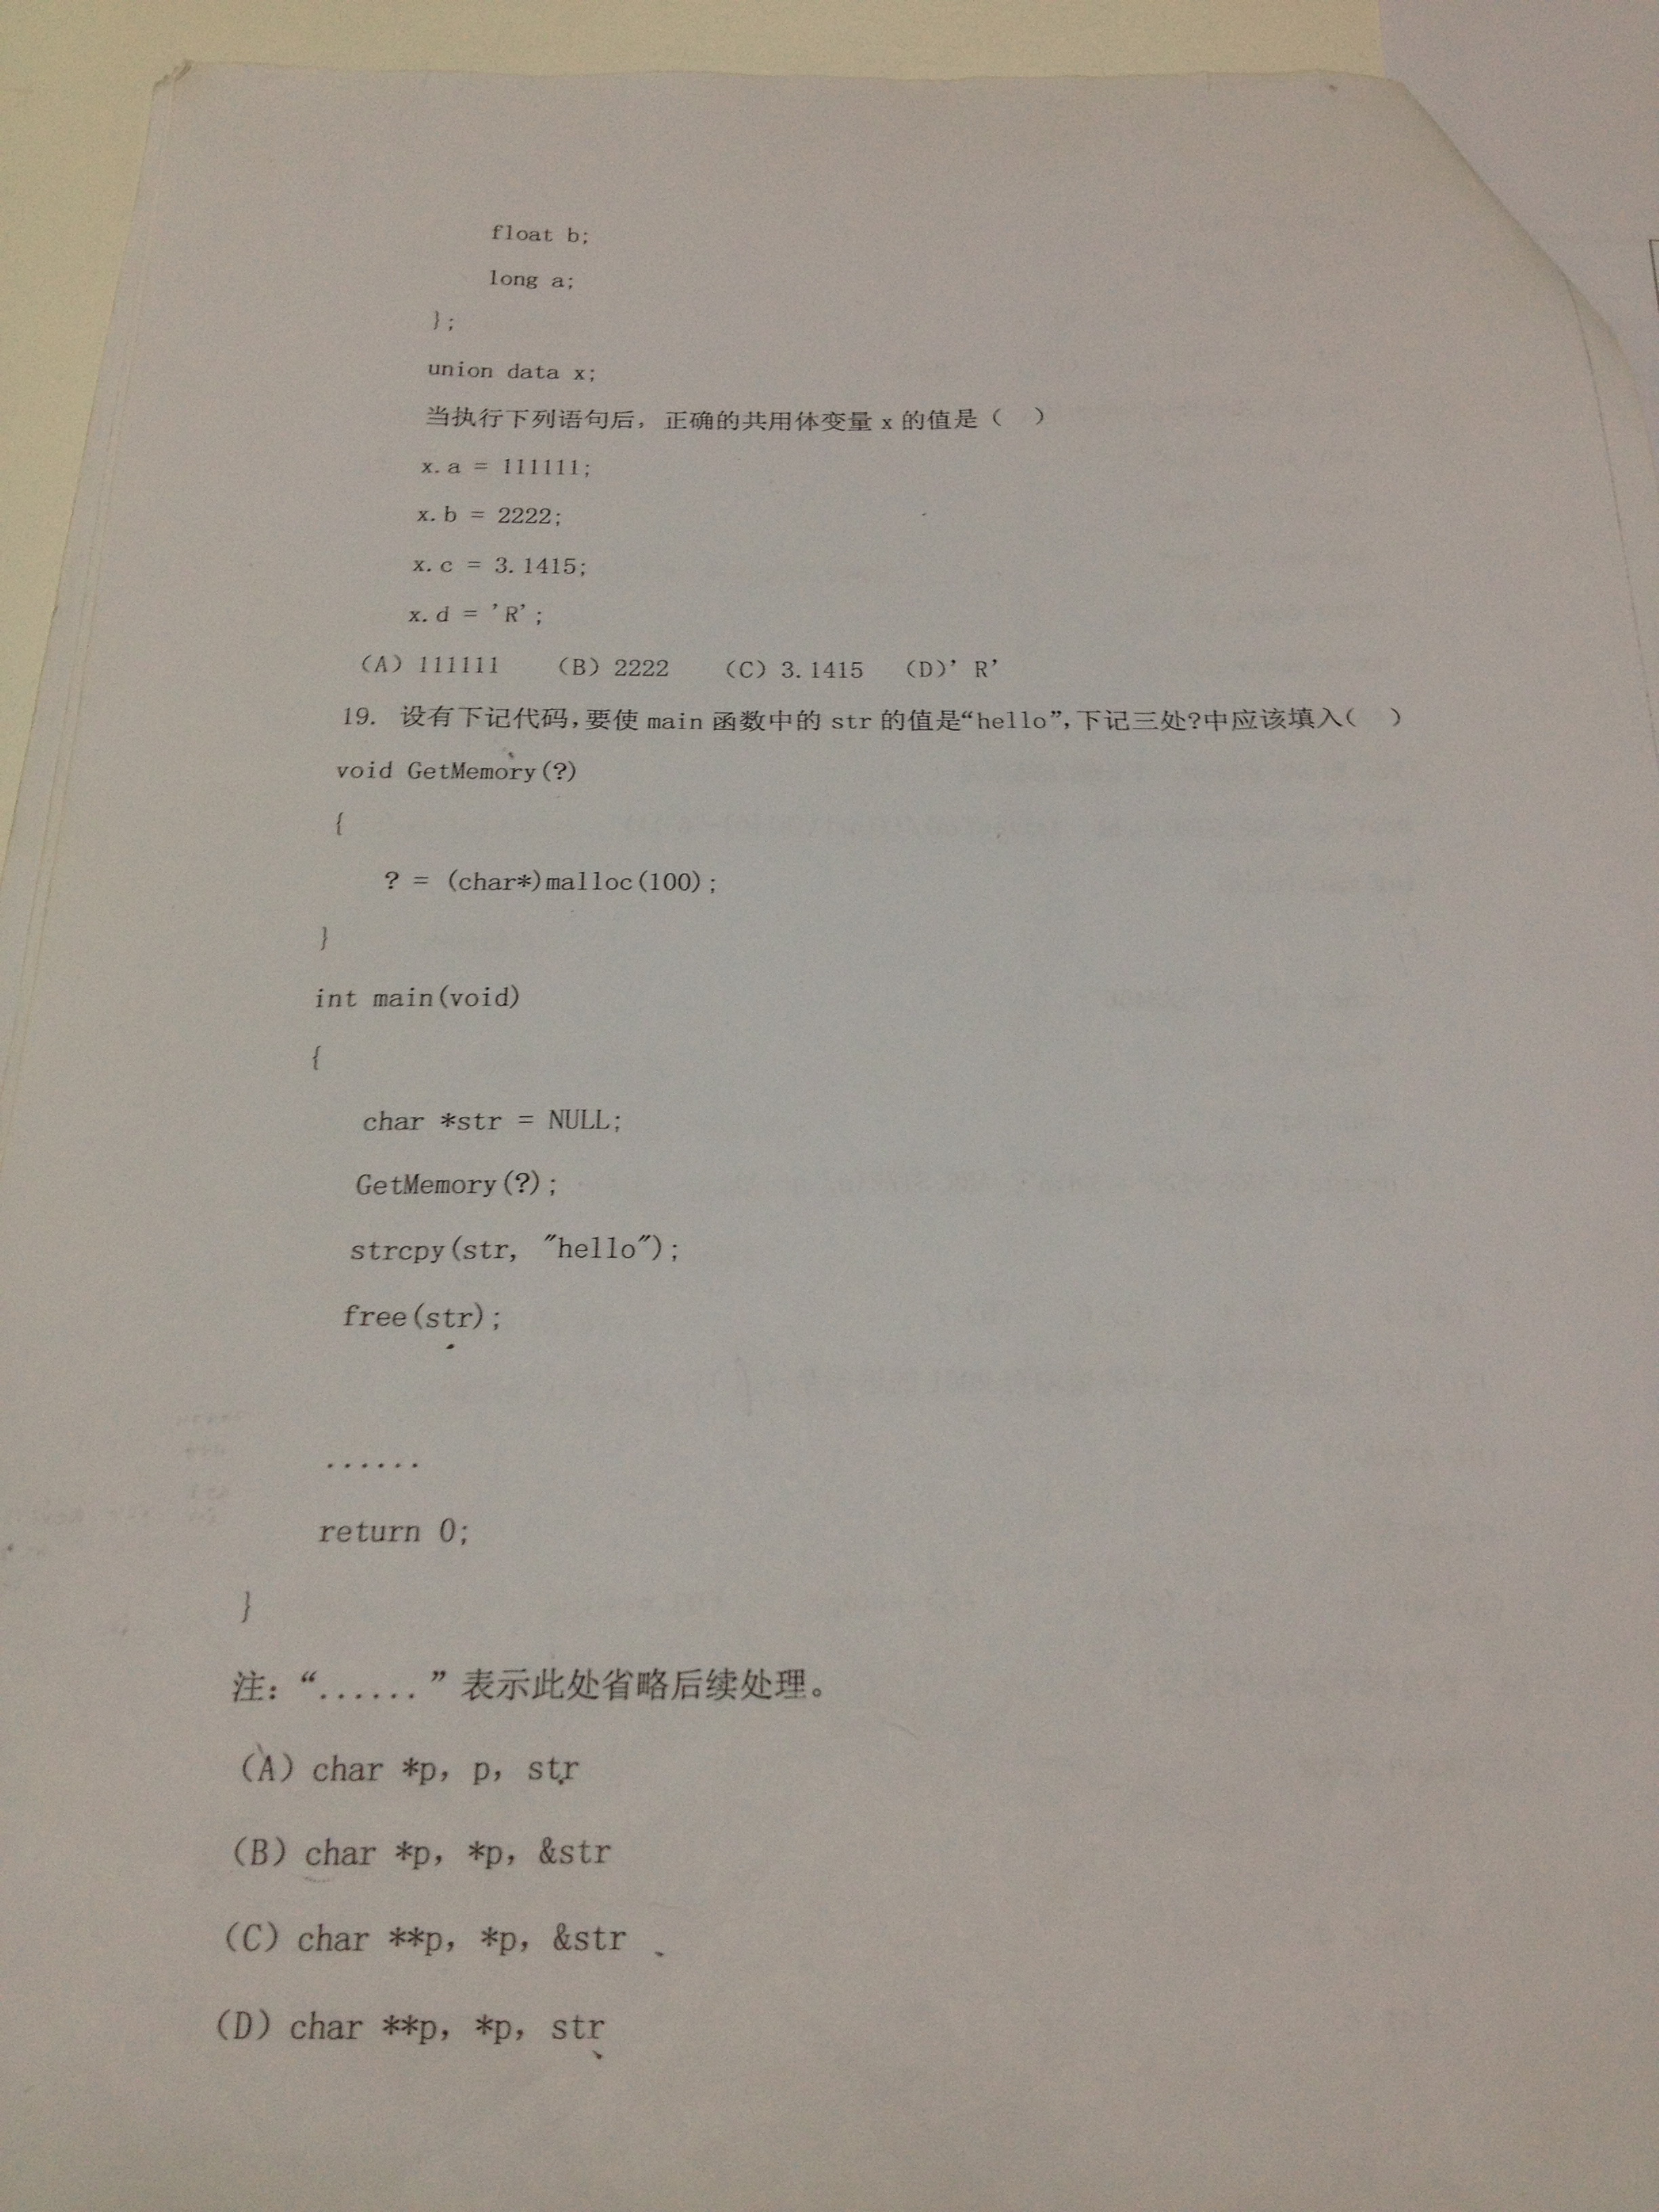 float b;
long a;
};
union data x;
当执行下列语句后，正确的共用体变量 x 的值是（ ）
x.a = 111111;
x.b = 2222;
x.c = 3.1415;
x.d = 'R';
（A）111111 （B）2222 （C）3.1415 （D）’R’
19. 设有下记代码,要使 main 函数中的 str 的值是“hello”,下记三处?中应该填入（ ）
void GetMemory(?)
{
? = (char*)malloc(100);
}
int main(void)
{
char *str = NULL;
GetMemory(?);
strcpy(str, "hello");
free(str);
......
return 0;
}
注：“......”表示此处省略后续处理。
（A）char *p，p，str
（B）char *p，*p，&str
（C）char **p，*p，&str
（D）char **p，*p，str